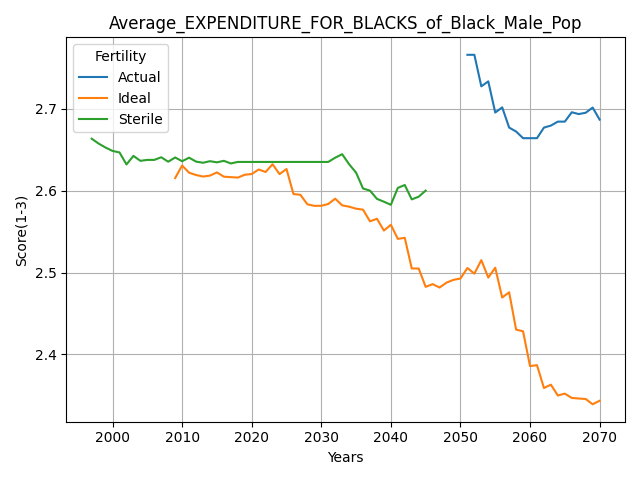 Average_EXPENDITURE_FOR_BLACKS_of_Black_Male_Pop
Fertility
Actual
Ideal
Sterile
Score(1-3)
2.7
2.6
2.5
2.4
2000 2010 2020 2030 2040 2050 2060 2070
Years